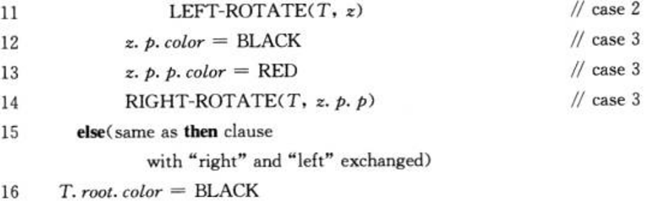 11 LEFT-ROTATE(T, z) // case 2
12 z. p. color = BLACK // case 3
13 z. p. p. color = RED // case 3
14 RIGHT-ROTATE(T, z. p. p) // case 3
15 else(same as then clause
with “right” and “left” exchanged)
16 T. root. color = BLACK